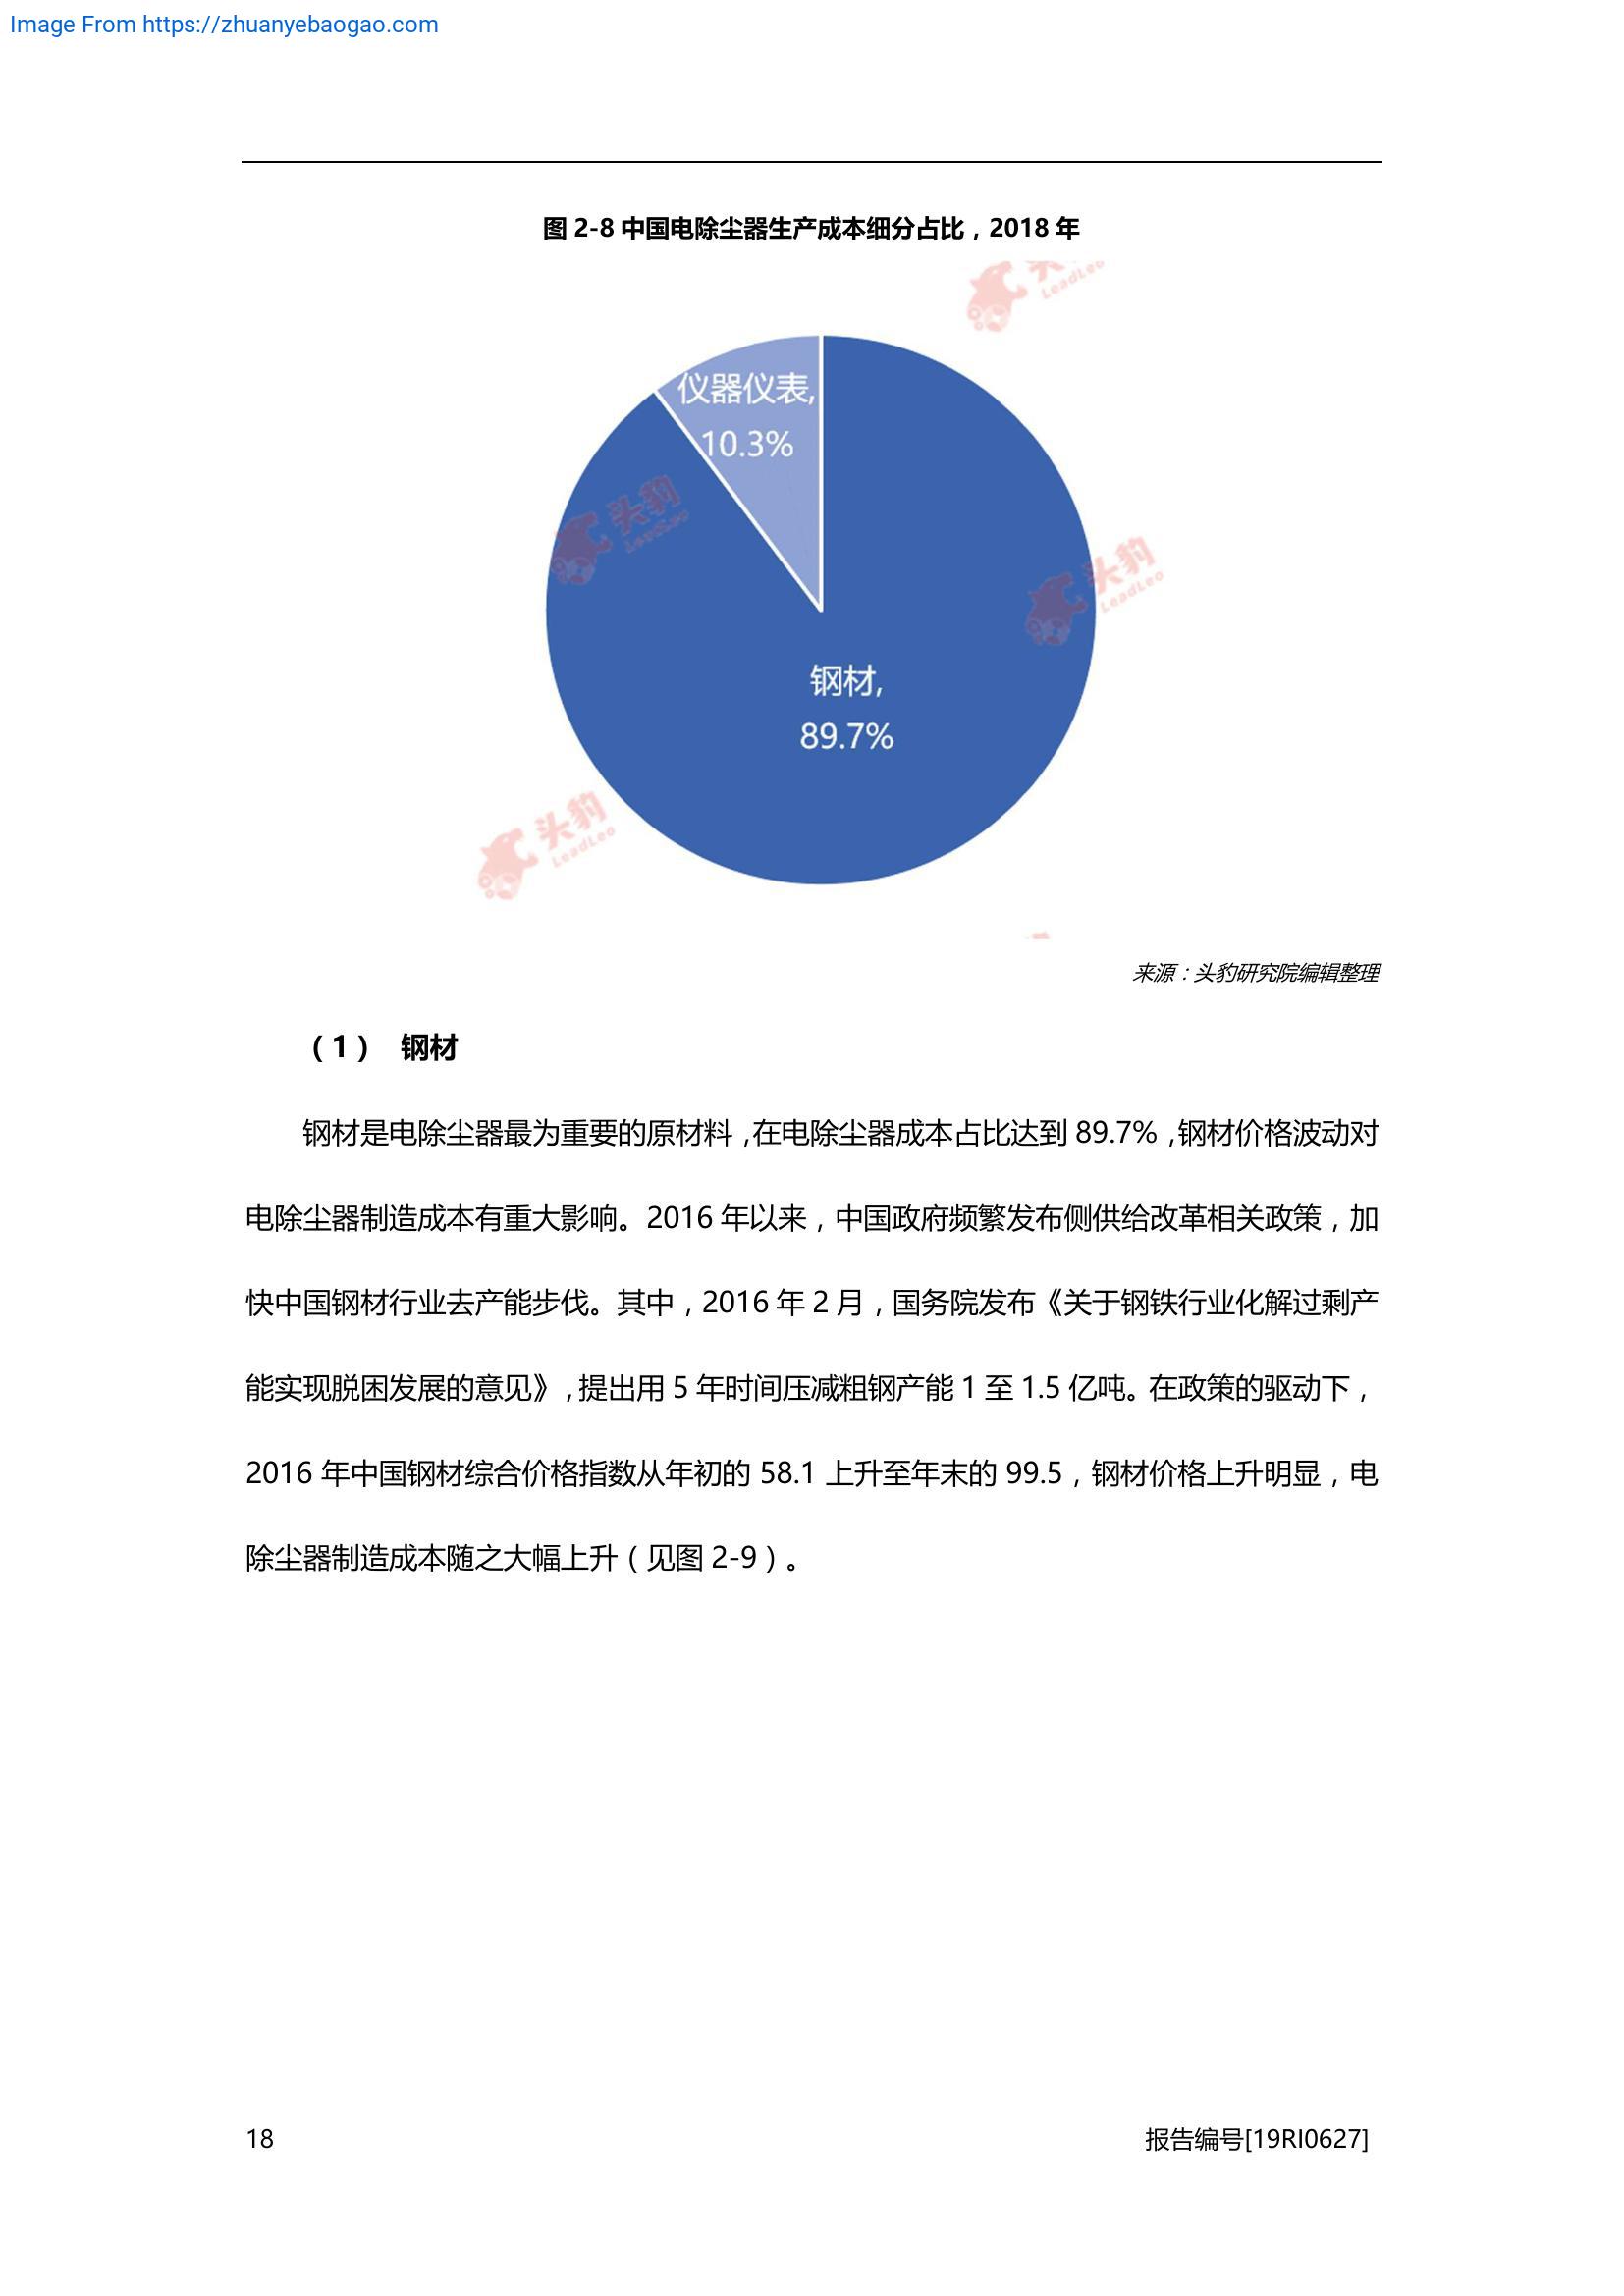 Image From https://zhuanyebaogao.com
图 2-8 中国电除尘器生产成本细分占比，2018 年
头豹
LeadLeo
仪器仪表,
10.3%
头豹
LeadLeo
头豹
LeadLeo
钢材,
89.7%
头豹
LeadLeo
来源：头豹研究院编辑整理
（1） 钢材
钢材是电除尘器最为重要的原材料，在电除尘器成本占比达到 89.7%，钢材价格波动对
电除尘器制造成本有重大影响。2016 年以来，中国政府频繁发布侧供给改革相关政策，加
快中国钢材行业去产能步伐。其中，2016 年 2 月，国务院发布《关于钢铁行业化解过剩产
能实现脱困发展的意见》，提出用 5 年时间压减粗钢产能 1 至 1.5 亿吨。在政策的驱动下，
2016 年中国钢材综合价格指数从年初的 58.1 上升至年末的 99.5，钢材价格上升明显，电
除尘器制造成本随之大幅上升（见图 2-9）。
18
报告编号[19RI0627]